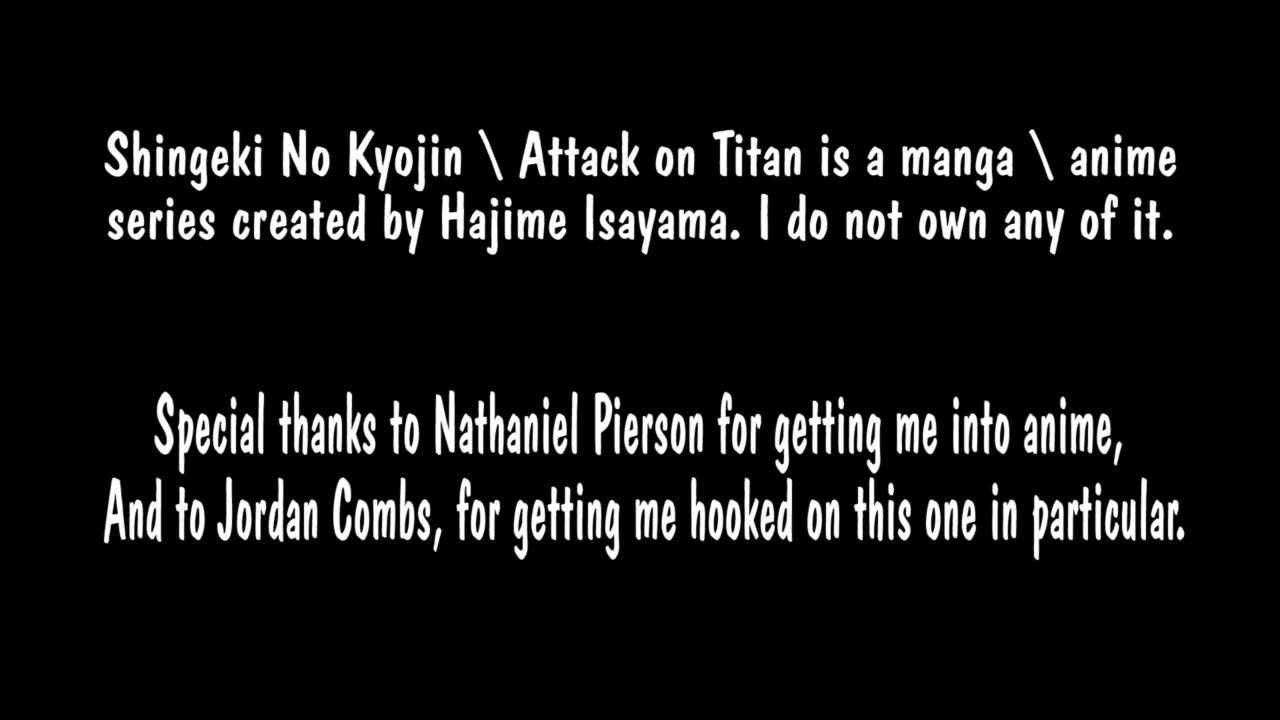 Shingeki No Kyojin \ Attack on Titan is a manga \ anime
series created by Hajime Isayama. I do not own any of it.
Special thanks to Nathaniel Pierson for getting me into anime,
And to Jordan Combs, for getting me hooked on this one in particular.